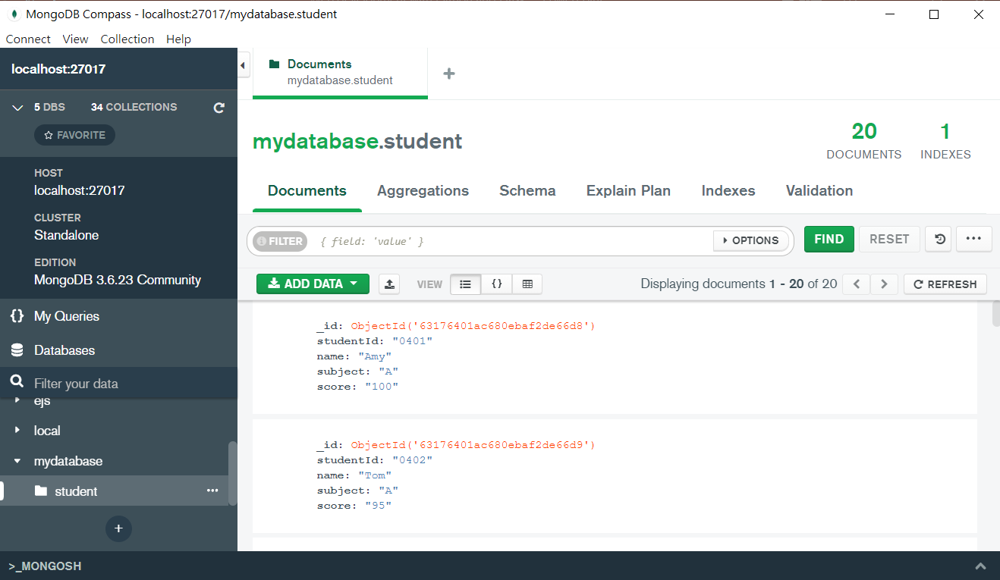 MongoDB Compass - localhost:27017/mydatabase.student
Connect View Collection Help
localhost:27017
5 DBS 34 COLLECTIONS
FAVORITE
HOST
localhost:27017
CLUSTER
Standalone
EDITION
MongoDB 3.6.23 Community
My Queries
Databases
Filter your data
ejs
local
mydatabase
student
+
Documents
mydatabase.student
+
mydatabase.student
20
DOCUMENTS
1
INDEXES
Documents Aggregations Schema Explain Plan Indexes Validation
FILTER { field: 'value' } OPTIONS FIND RESET
ADD DATA VIEW {} Displaying documents 1 - 20 of 20 < > REFRESH
_id: ObjectId('63176401ac680ebaf2de66d8')
studentId: "0401"
name: "Amy"
subject: "A"
score: "100"
_id: ObjectId('63176401ac680ebaf2de66d9')
studentId: "0402"
name: "Tom"
subject: "A"
score: "95"
>_MONGOSH